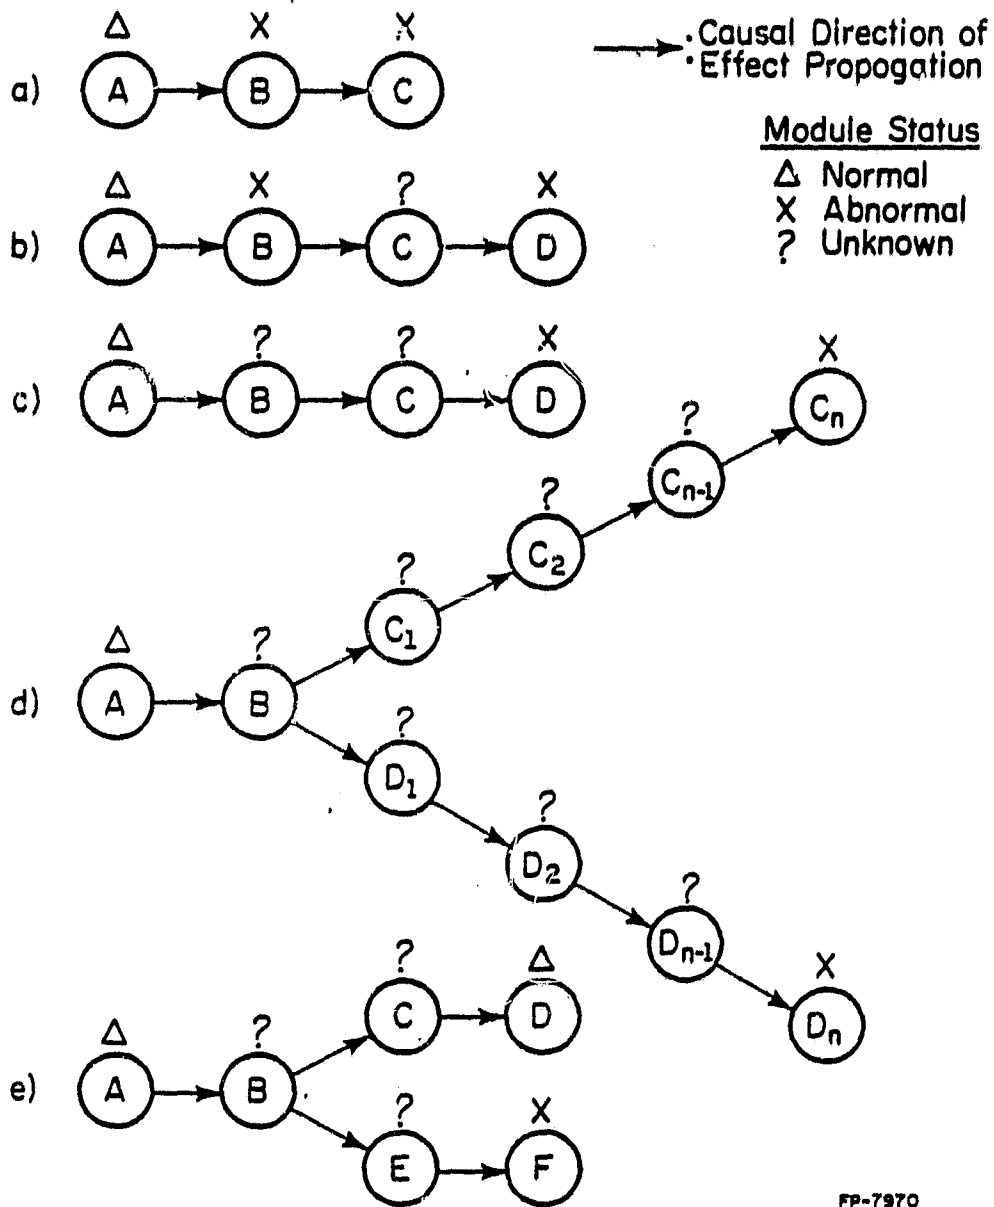 Δ X X
a) A B C
Causal Direction of
Effect Propogation
Module Status
Δ Normal
X Abnormal
? Unknown
Δ X ? X
b) A B C D
Δ ? ? X
c) A B C D
X
Cn
?
Cn-1
?
C2
?
C1
Δ ?
d) A B
?
D1
?
D2
?
Dn-1
X
Dn
? Δ
C D
Δ ?
e) A B
? X
E F
FP-7970